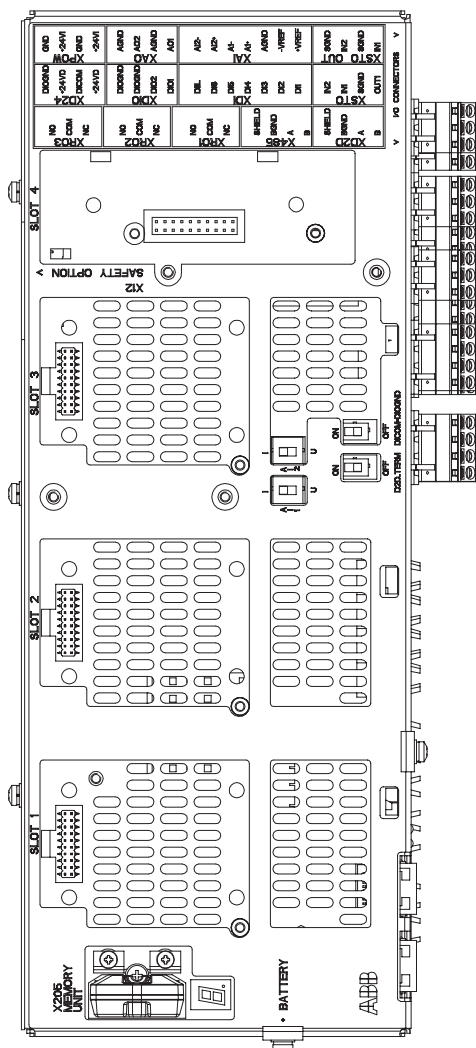 XPOW
GND
+24VI
GND
+24VI
XAO
AGND
AO2
AGND
AO1
XAI
AI2-
AI2+
AI1-
AI1+
AGND
-VREF
+VREF
XSTO OUT
SGND
IN2
SGND
IN1
XD24
DIOGND
+24VD
DICOM
+24VD
XDIO
DIOGND
DIOGND
DIO2
DIO1
XDI
DIIL
DI6
DI5
DI4
DI3
DI2
DI1
XSTO
IN2
IN1
SGND
OUT1
XRO3
NO
COM
NC
XRO2
NO
COM
NC
XRO1
NO
COM
NC
X485
SHIELD
BGND
A
B
XD2D
SHIELD
BGND
A
B
I/O CONNECTORS
SLOT 4
SAFETY OPTION
X12
SLOT 3
ON
OFF
DICOM-DIOGND
ON
OFF
D2D.TERM
SLOT 2
SLOT 1
X205
MEMORY
UNIT
+ BATTERY
ABB